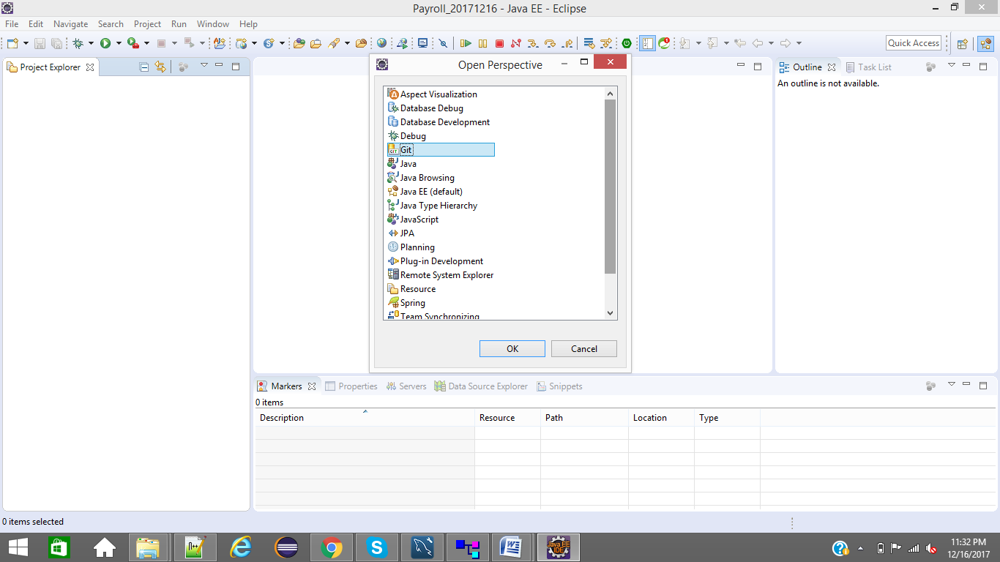 Payroll_20171216 - Java EE - Eclipse
File Edit Navigate Search Project Run Window Help
Quick Access
Project Explorer
Outline Task List
An outline is not available.
Open Perspective
Aspect Visualization
Database Debug
Database Development
Debug
Git
Java
Java Browsing
Java EE (default)
Java Type Hierarchy
JavaScript
JPA
Planning
Plug-in Development
Remote System Explorer
Resource
Spring
Team Synchronizing
OK Cancel
Markers Properties Servers Data Source Explorer Snippets
0 items
Description Resource Path Location Type
0 items selected
Java EE
IDE
11:32 PM
12/16/2017